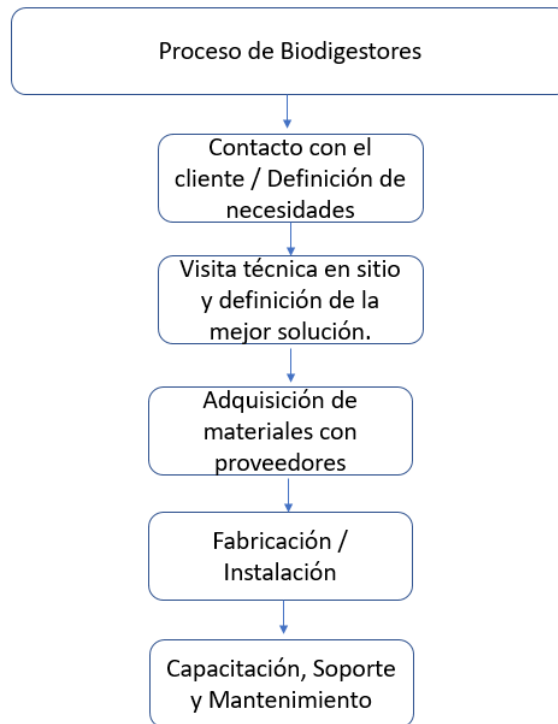 Proceso de Biodigestores
Contacto con el
cliente / Definición de
necesidades
Visita técnica en sitio
y definición de la
mejor solución.
Adquisición de
materiales con
proveedores
Fabricación /
Instalación
Capacitación, Soporte
y Mantenimiento